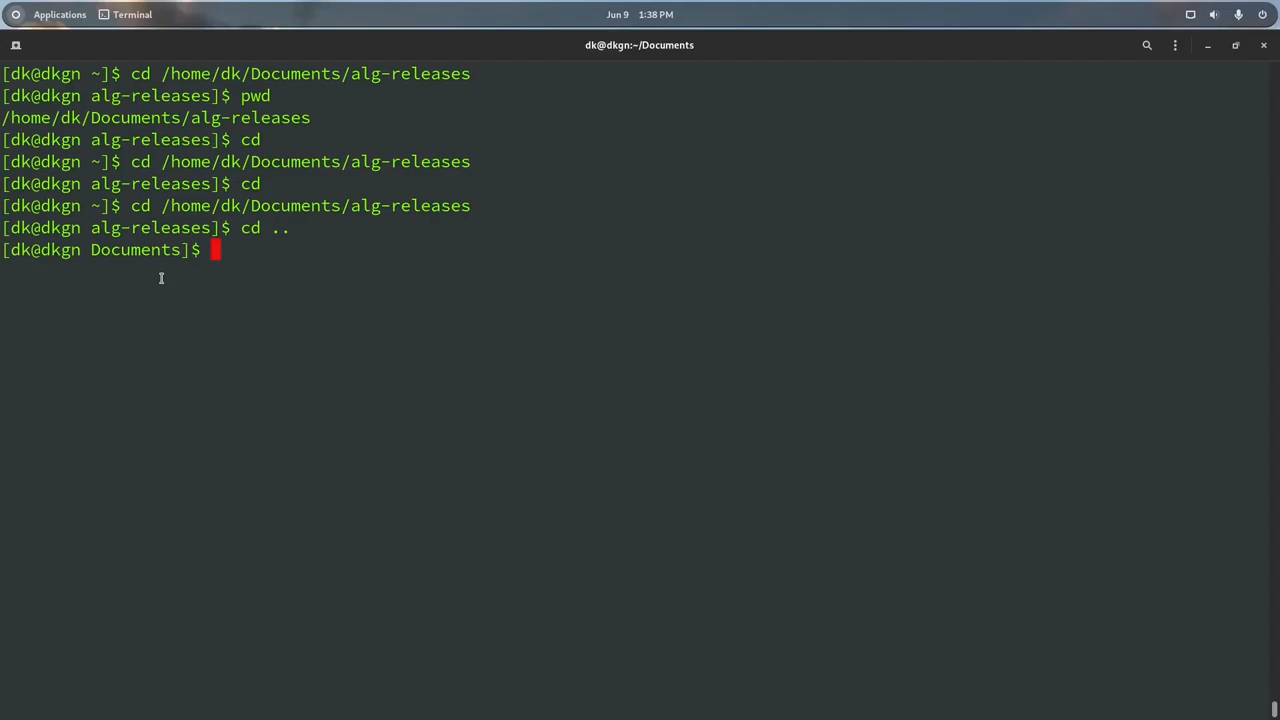 Applications Terminal Jun 9 1:38 PM
dk@dkgn:~/Documents
[dk@dkgn ~]$ cd /home/dk/Documents/alg-releases
[dk@dkgn alg-releases]$ pwd
/home/dk/Documents/alg-releases
[dk@dkgn alg-releases]$ cd
[dk@dkgn ~]$ cd /home/dk/Documents/alg-releases
[dk@dkgn alg-releases]$ cd
[dk@dkgn ~]$ cd /home/dk/Documents/alg-releases
[dk@dkgn alg-releases]$ cd ..
[dk@dkgn Documents]$